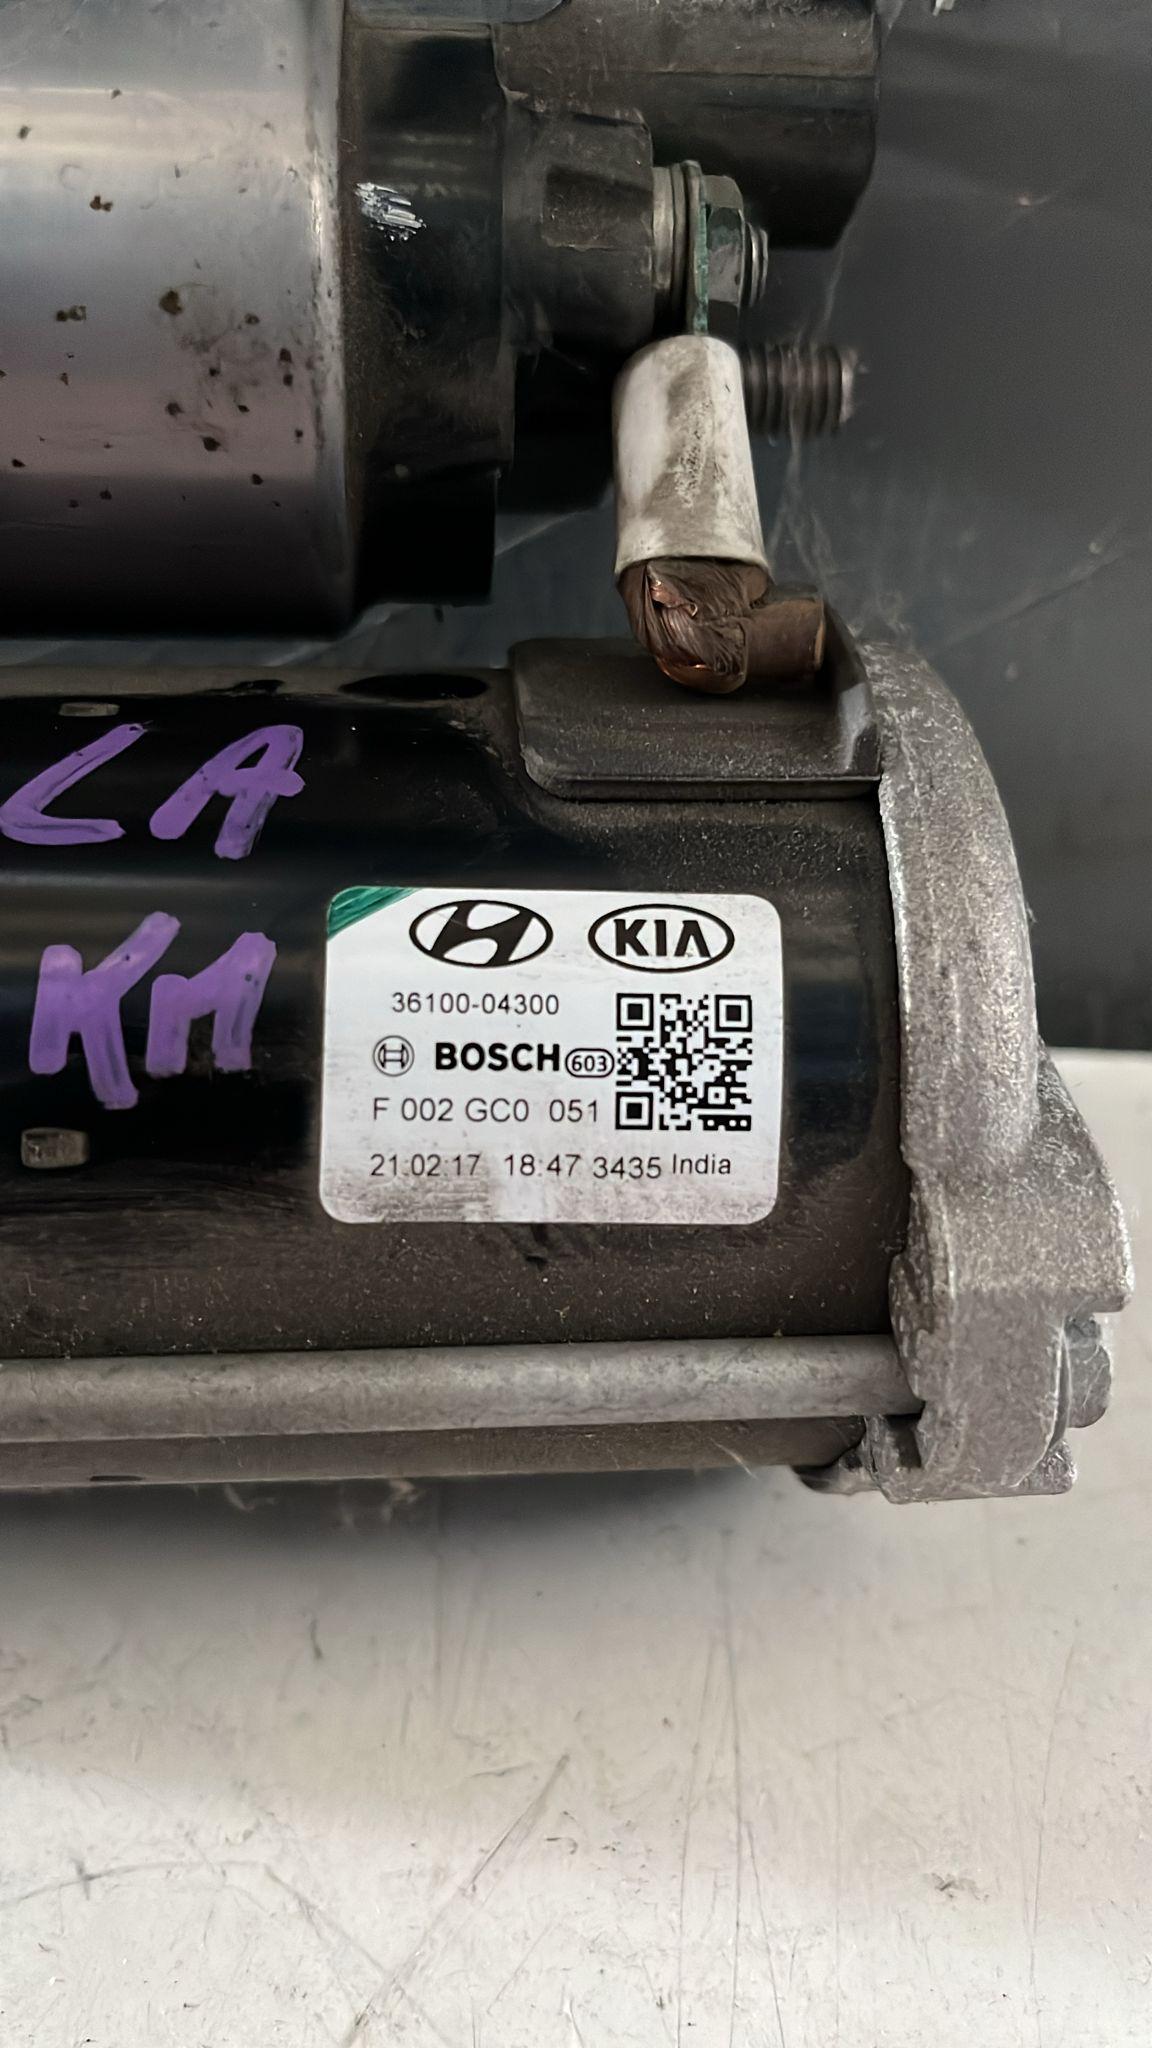 LA
KM
KIA
36100-04300
BOSCH 603
F 002 GC0 051
21:02:17 18:47 3435 India